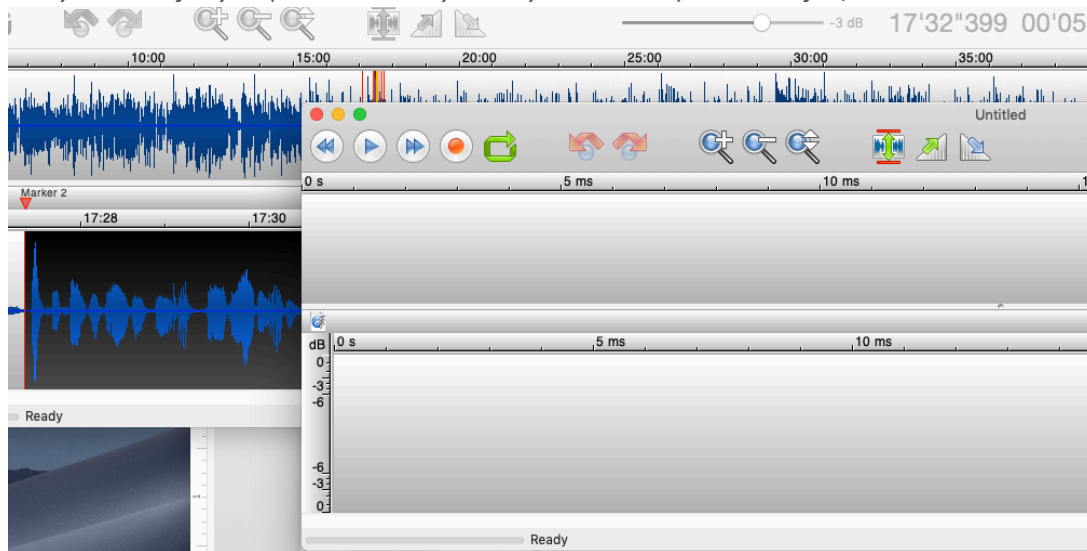 -3 dB 17'32"399 00'05
10:00 15:00 20:00 25:00 30:00 35:00
Untitled
0 s 5 ms 10 ms
Marker 2
17:28 17:30
dB 0 s 5 ms 10 ms
0
-3
-6
-6
-3
0
Ready
1
Ready